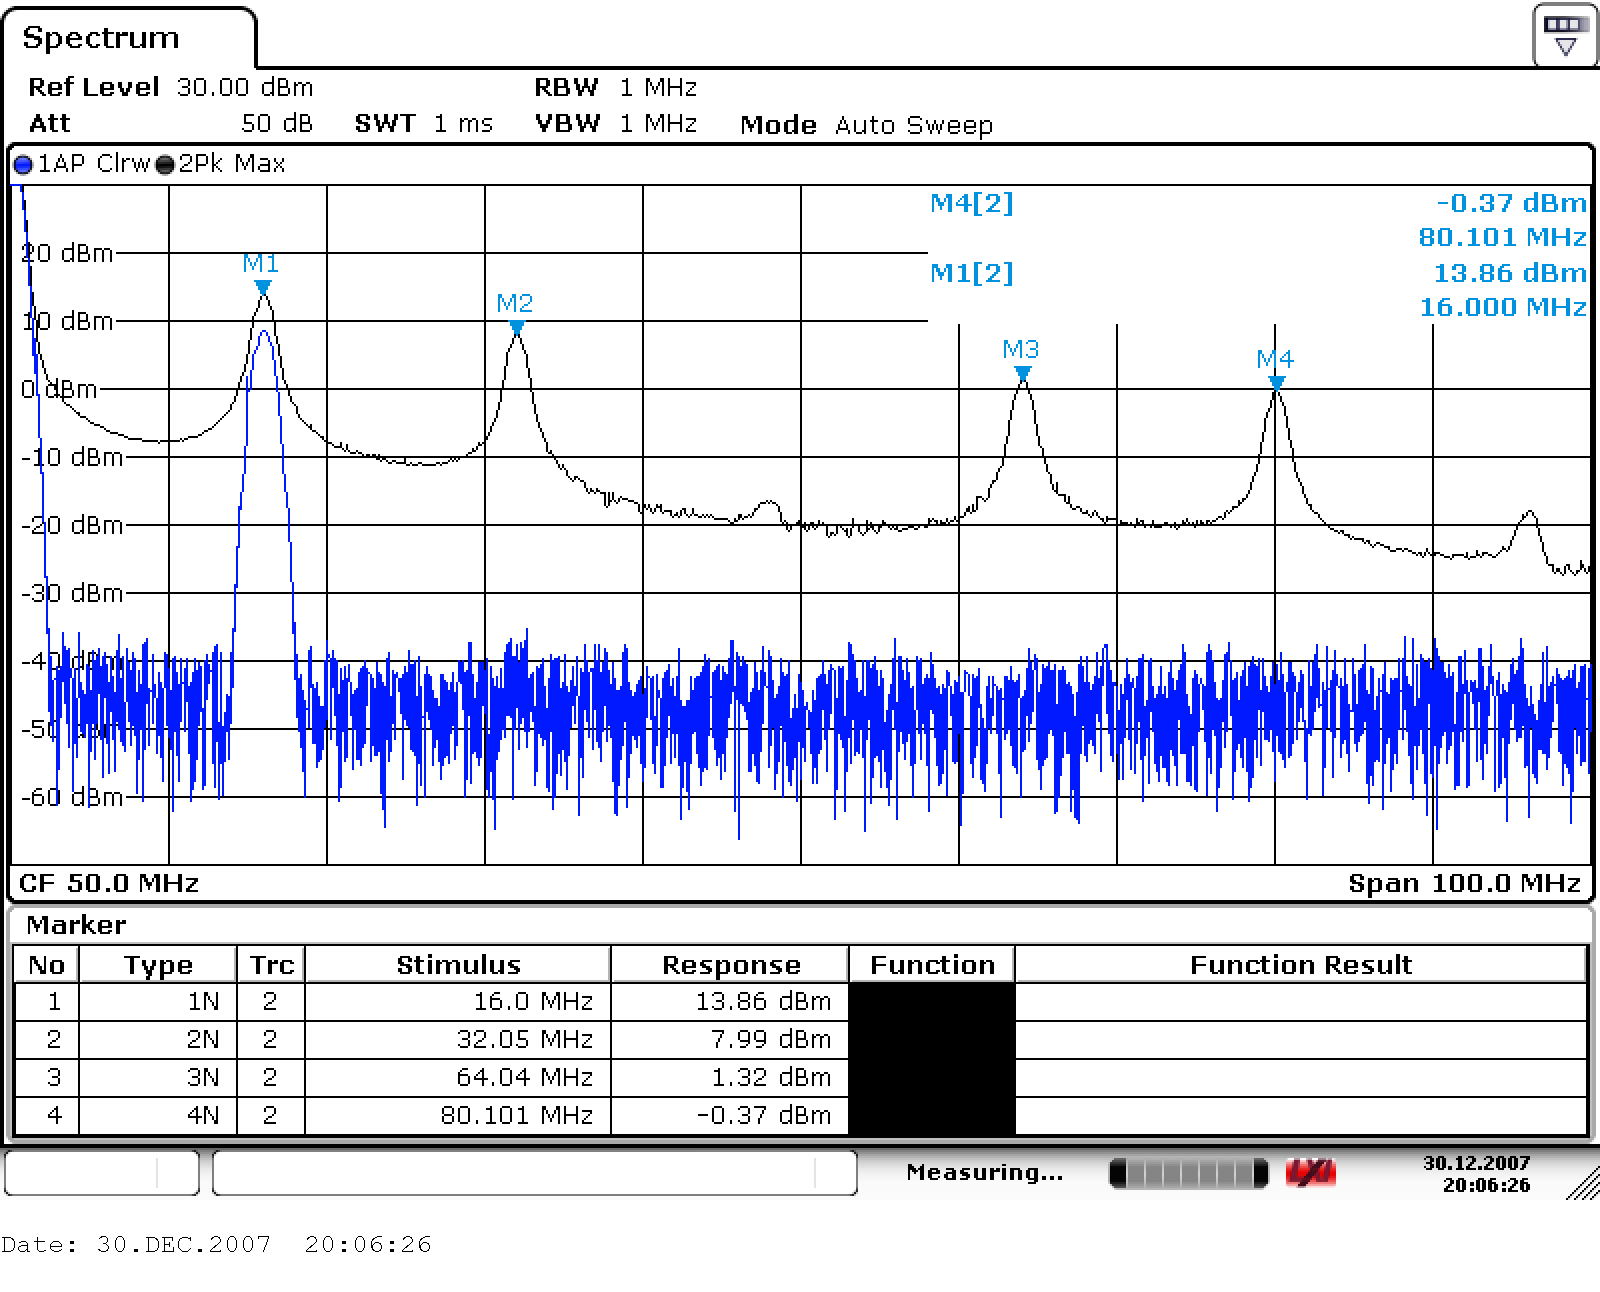 Spectrum
Ref Level 30.00 dBm RBW 1 MHz
Att 50 dB SWT 1 ms VBW 1 MHz Mode Auto Sweep
1AP Clrw 2Pk Max
M4[2] -0.37 dBm
80.101 MHz
M1[2] 13.86 dBm
16.000 MHz
20 dBm
M1
M2
10 dBm
M3
M4
0 dBm
-10 dBm
-20 dBm
-30 dBm
-40 dBm
-50 dBm
-60 dBm
CF 50.0 MHz Span 100.0 MHz
Marker
No Type Trc Stimulus Response Function Function Result
1 1N 2 16.0 MHz 13.86 dBm
2 2N 2 32.05 MHz 7.99 dBm
3 3N 2 64.04 MHz 1.32 dBm
4 4N 2 80.101 MHz -0.37 dBm
Measuring... LXI 30.12.2007
20:06:26
Date: 30.DEC.2007 20:06:26